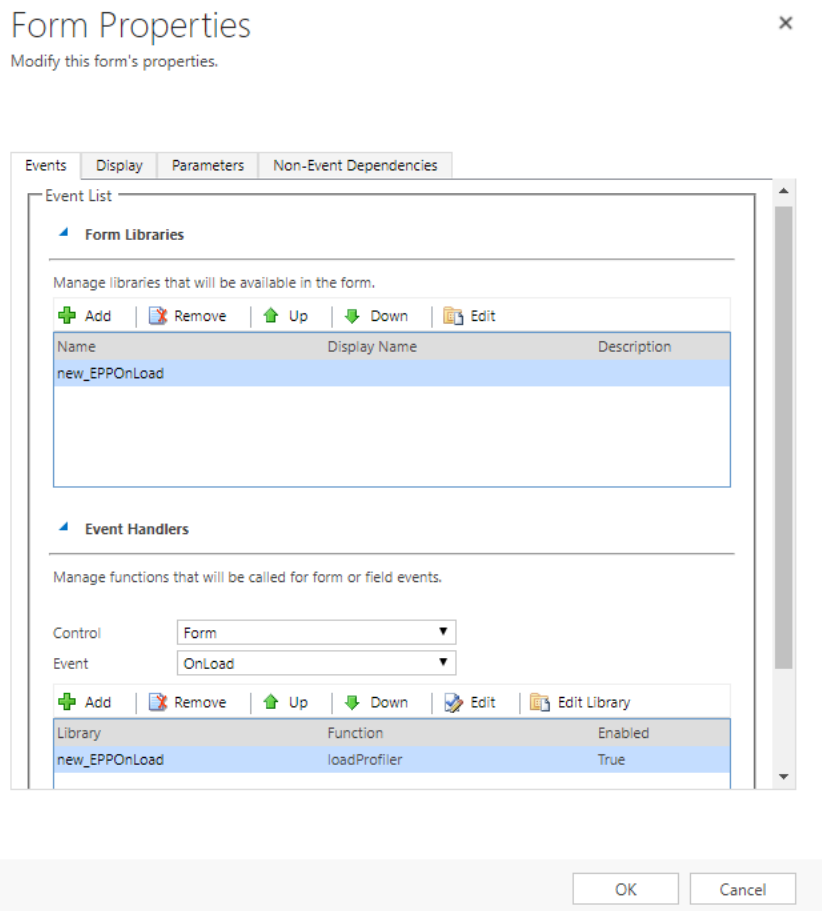 Form Properties
Modify this form's properties.
Events Display Parameters Non-Event Dependencies
Event List
Form Libraries
Manage libraries that will be available in the form.
Add Remove Up Down Edit
Name Display Name Description
new_EPPOnLoad
Event Handlers
Manage functions that will be called for form or field events.
Control Form
Event OnLoad
Add Remove Up Down Edit Edit Library
Library Function Enabled
new_EPPOnLoad loadProfiler True
OK Cancel